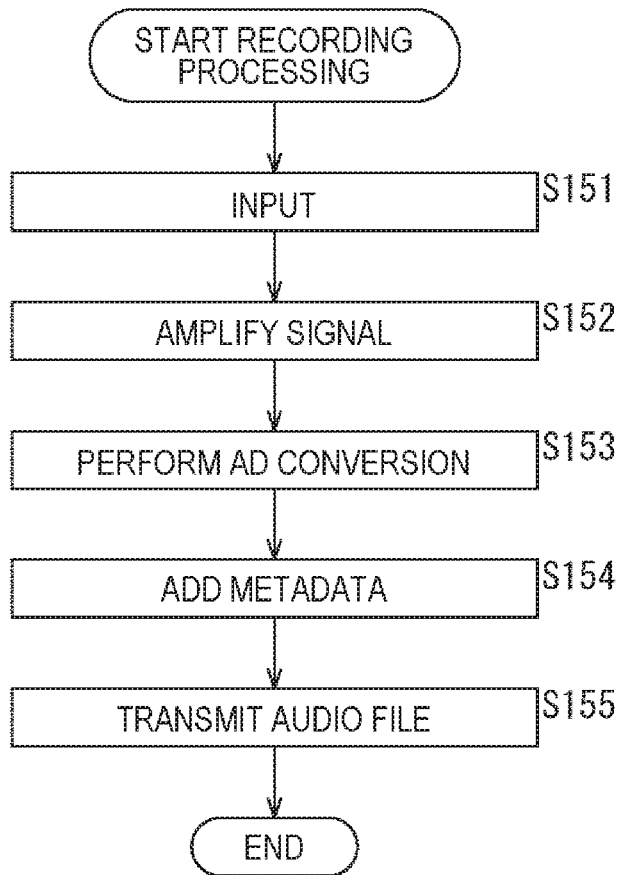 START RECORDING
PROCESSING
INPUT
S151
AMPLIFY SIGNAL
S152
PERFORM AD CONVERSION
S153
ADD METADATA
S154
TRANSMIT AUDIO FILE
S155
END